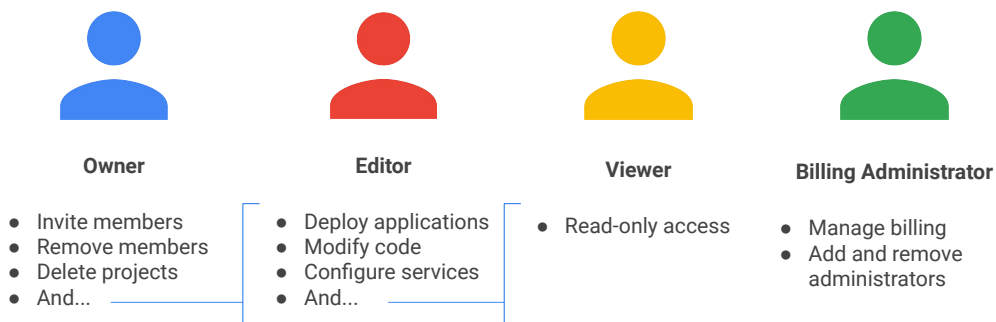 Owner
● Invite members
● Remove members
● Delete projects
● And...
Editor
● Deploy applications
● Modify code
● Configure services
● And...
Viewer
● Read-only access
Billing Administrator
● Manage billing
● Add and remove
administrators